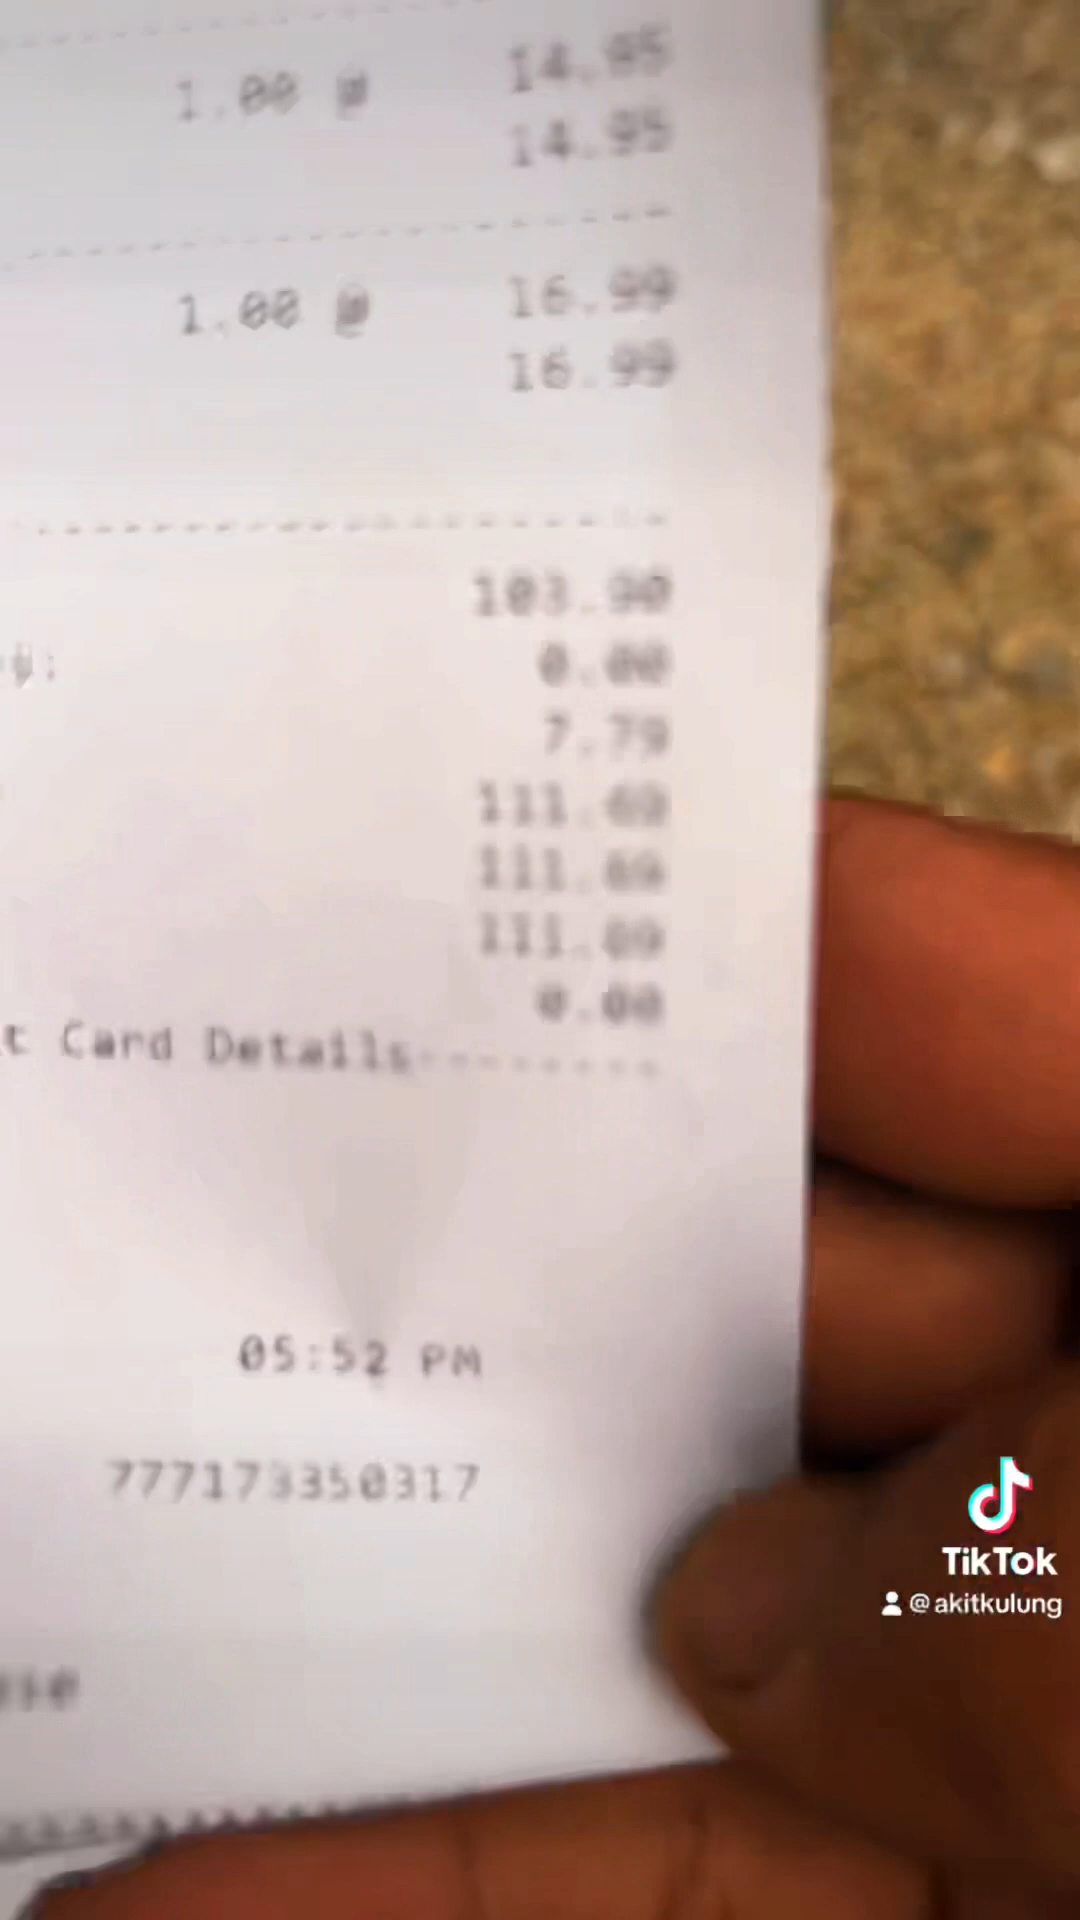 14.95
1.00 @
14.95
1.00 @ 16.99
16.99
103.90
0.00
7.79
111.69
111.69
111.69
0.00
t Card Details--------
05:52 PM
777173350317
TikTok
@akitkulung